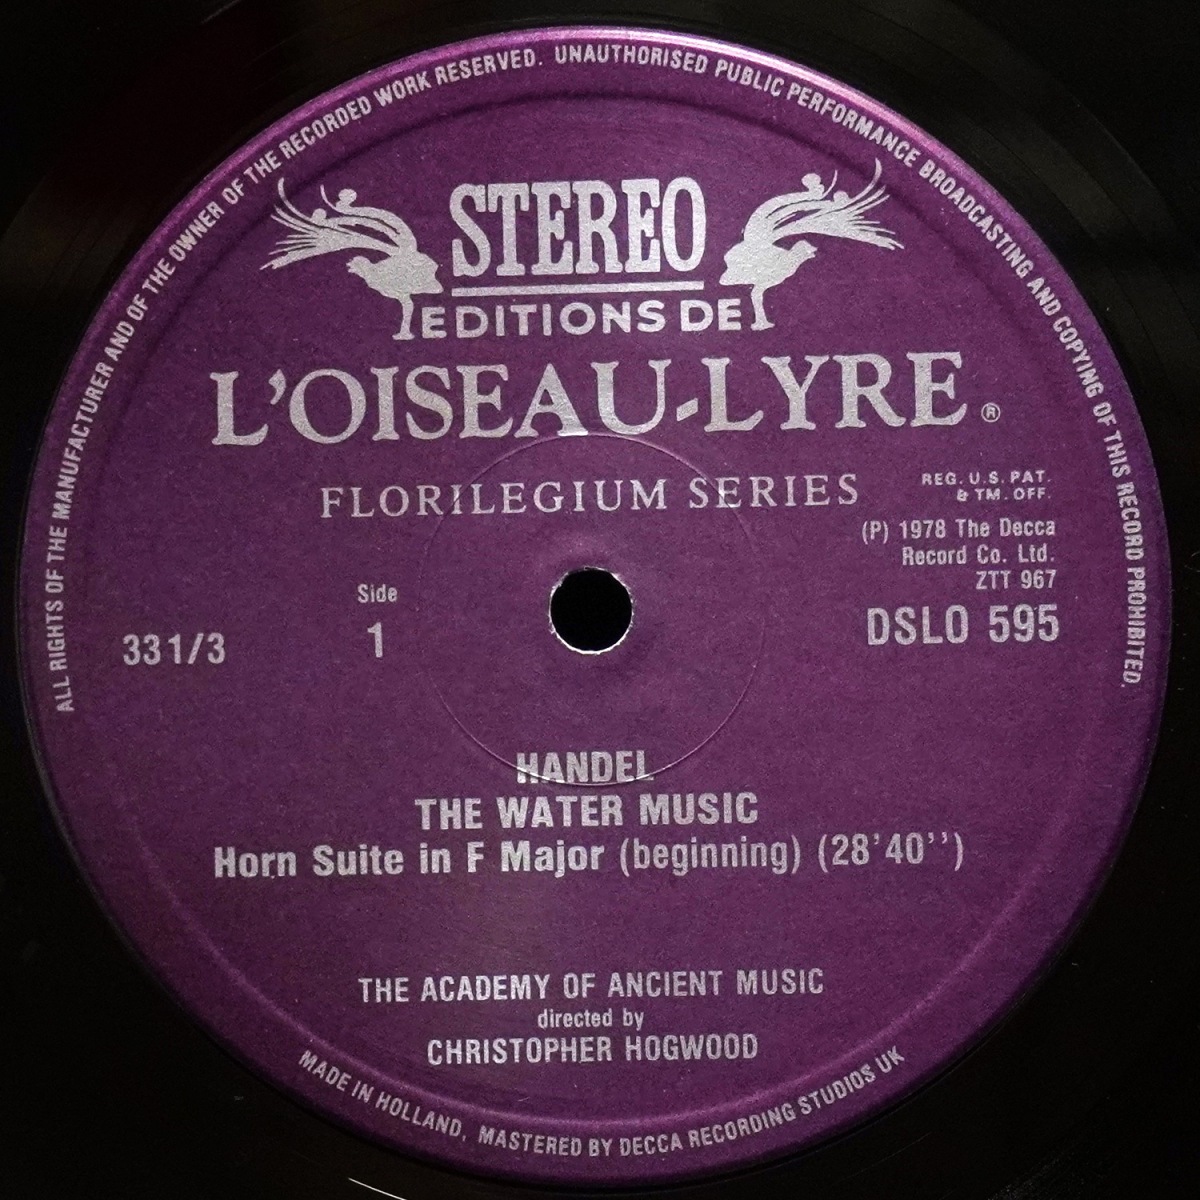 ALL RIGHTS OF THE MANUFACTURER AND OF THE OWNER OF THE RECORDED WORK RESERVED. UNAUTHORISED PUBLIC PERFORMANCE BROADCASTING AND COPYING OF THIS RECORD PROHIBITED.
STEREO
EDITIONS DE
L'OISEAU-LYRE ®
FLORILEGIUM SERIES
REG. U.S. PAT.
& TM. OFF.
(P) 1978 The Decca
Record Co. Ltd.
ZTT 967
DSLO 595
Side
1
33 1/3
HANDEL
THE WATER MUSIC
Horn Suite in F Major (beginning) (28'40'')
THE ACADEMY OF ANCIENT MUSIC
directed by
CHRISTOPHER HOGWOOD
MADE IN HOLLAND, MASTERED BY DECCA RECORDING STUDIOS UK